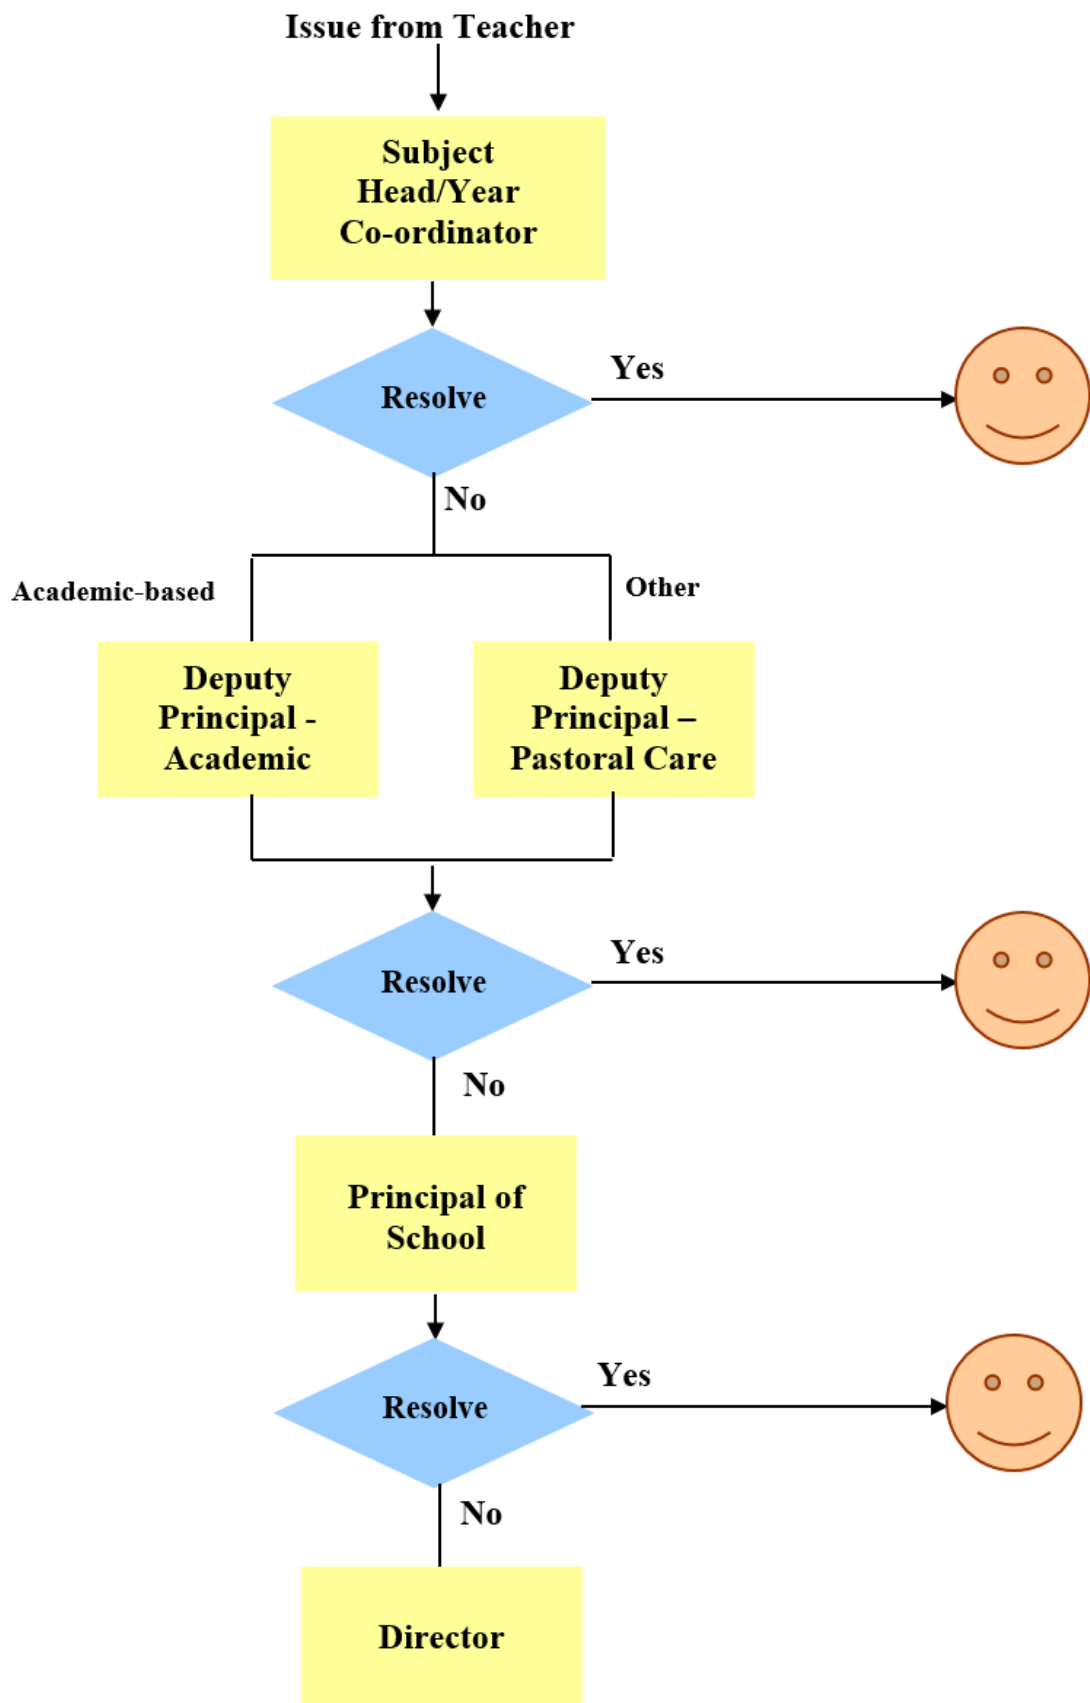 Issue from Teacher
Subject
Head/Year
Co-ordinator
Resolve
Yes
No
Academic-based
Other
Deputy
Principal -
Academic
Deputy
Principal –
Pastoral Care
Resolve
Yes
No
Principal of
School
Resolve
Yes
No
Director